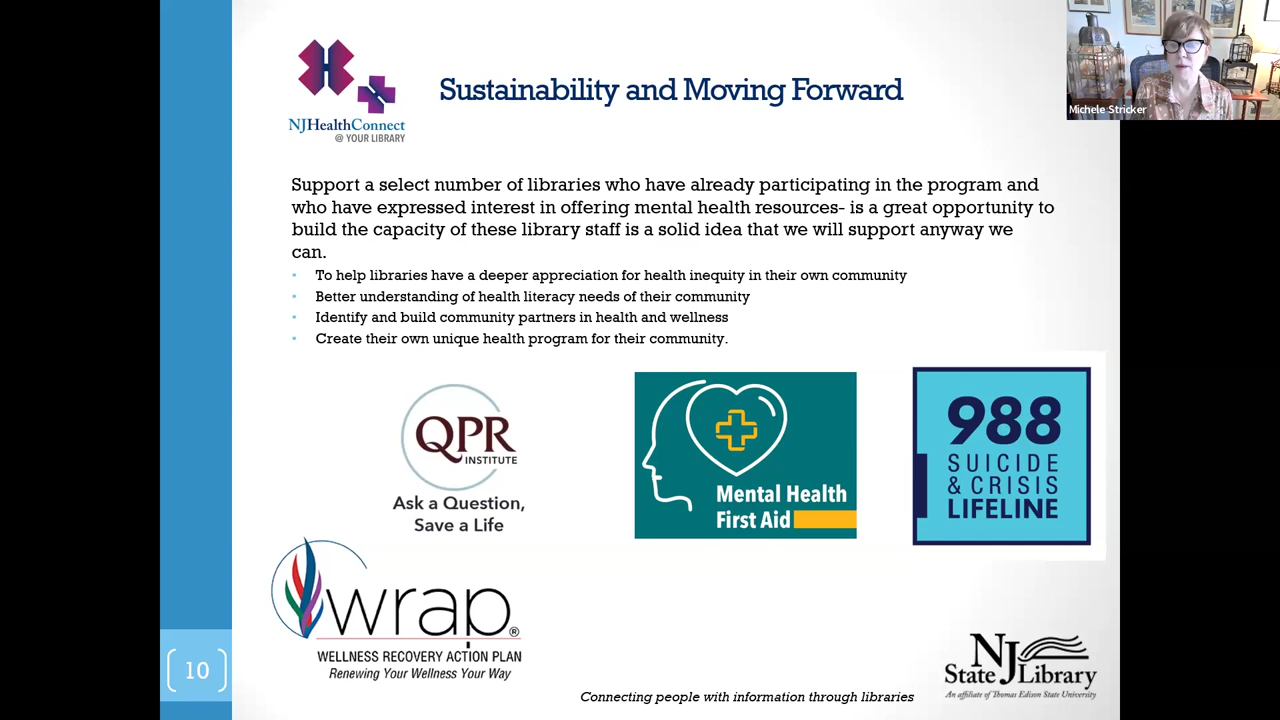 NJHealthConnect
@ YOUR LIBRARY
Sustainability and Moving Forward
Michele Stricker
Support a select number of libraries who have already participating in the program and
who have expressed interest in offering mental health resources- is a great opportunity to
build the capacity of these library staff is a solid idea that we will support anyway we
can.
• To help libraries have a deeper appreciation for health inequity in their own community
• Better understanding of health literacy needs of their community
• Identify and build community partners in health and wellness
• Create their own unique health program for their community.
QPR
INSTITUTE
Ask a Question,
Save a Life
Mental Health
First Aid
988
SUICIDE
& CRISIS
LIFELINE
wrap®
WELLNESS RECOVERY ACTION PLAN
Renewing Your Wellness Your Way
10
Connecting people with information through libraries
NJ
State Library
An affiliate of Thomas Edison State University